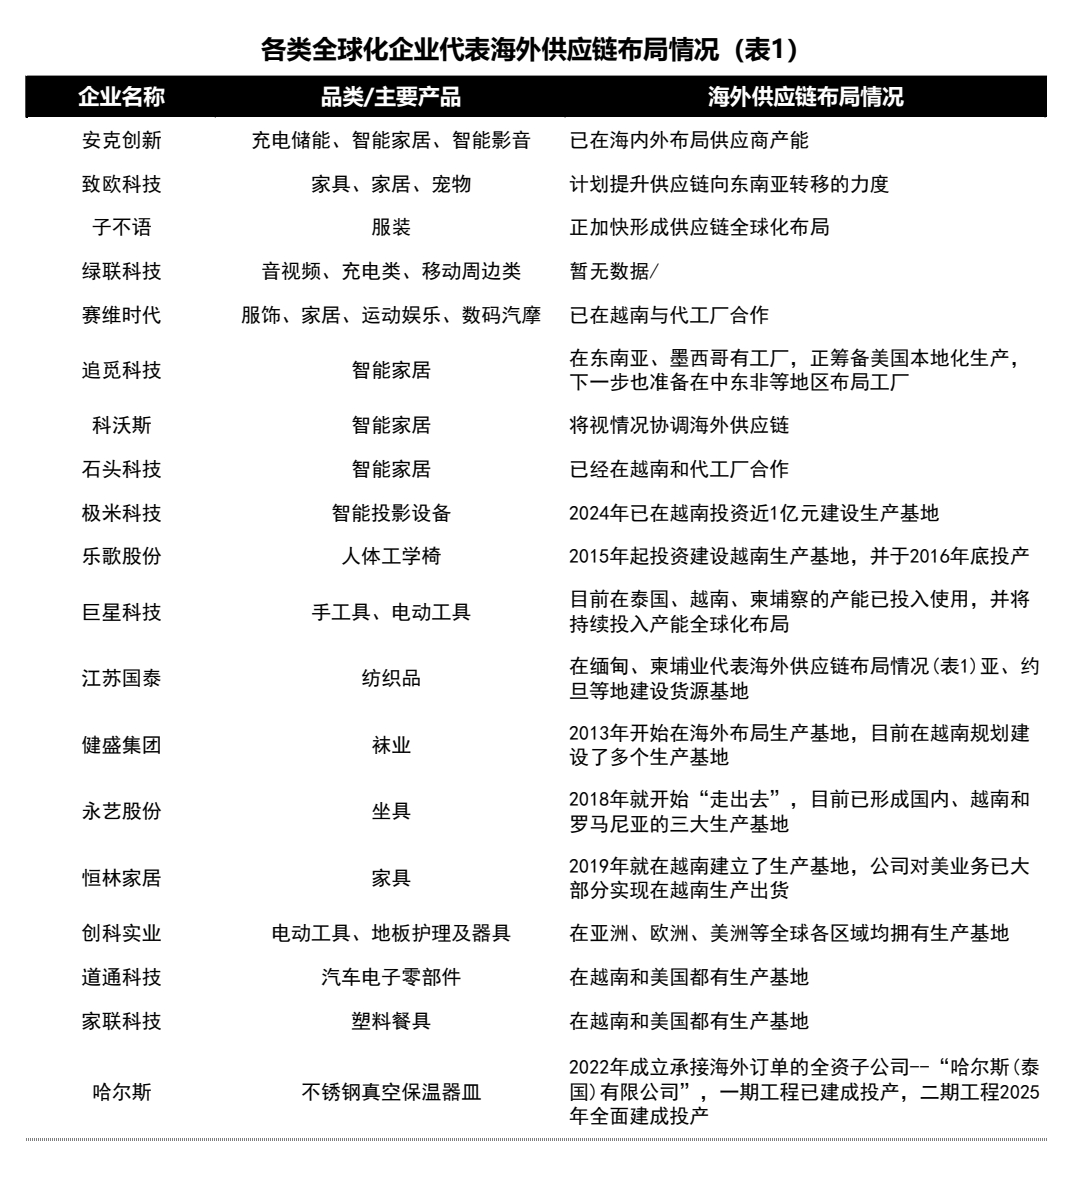 各类全球化企业代表海外供应链布局情况（表1）
企业名称 品类/主要产品 海外供应链布局情况
安克创新 充电储能、智能家居、智能影音 已在海内外布局供应商产能
致欧科技 家具、家居、宠物 计划提升供应链向东南亚转移的力度
子不语 服装 正加快形成供应链全球化布局
绿联科技 音视频、充电类、移动周边类 暂无数据/
赛维时代 服饰、家居、运动娱乐、数码汽摩 已在越南与代工厂合作
追觅科技 智能家居 在东南亚、墨西哥有工厂，正筹备美国本地化生产，
下一步也准备在中东非等地区布局工厂
科沃斯 智能家居 将视情况协调海外供应链
石头科技 智能家居 已经在越南和代工厂合作
极米科技 智能投影设备 2024年已在越南投资近1亿元建设生产基地
乐歌股份 人体工学椅 2015年起投资建设越南生产基地，并于2016年底投产
巨星科技 手工具、电动工具 目前在泰国、越南、柬埔察的产能已投入使用，并将
持续投入产能全球化布局
江苏国泰 纺织品 在缅甸、柬埔业代表海外供应链布局情况(表1)亚、约
旦等地建设货源基地
健盛集团 袜业 2013年开始在海外布局生产基地，目前在越南规划建
设了多个生产基地
永艺股份 坐具 2018年就开始“走出去”，目前已形成国内、越南和
罗马尼亚的三大生产基地
恒林家居 家具 2019年就在越南建立了生产基地，公司对美业务已大
部分实现在越南生产出货
创科实业 电动工具、地板护理及器具 在亚洲、欧洲、美洲等全球各区域均拥有生产基地
道通科技 汽车电子零部件 在越南和美国都有生产基地
家联科技 塑料餐具 在越南和美国都有生产基地
哈尔斯 不锈钢真空保温器皿 2022年成立承接海外订单的全资子公司--“哈尔斯(泰
国)有限公司”，一期工程已建成投产，二期工程2025
年全面建成投产